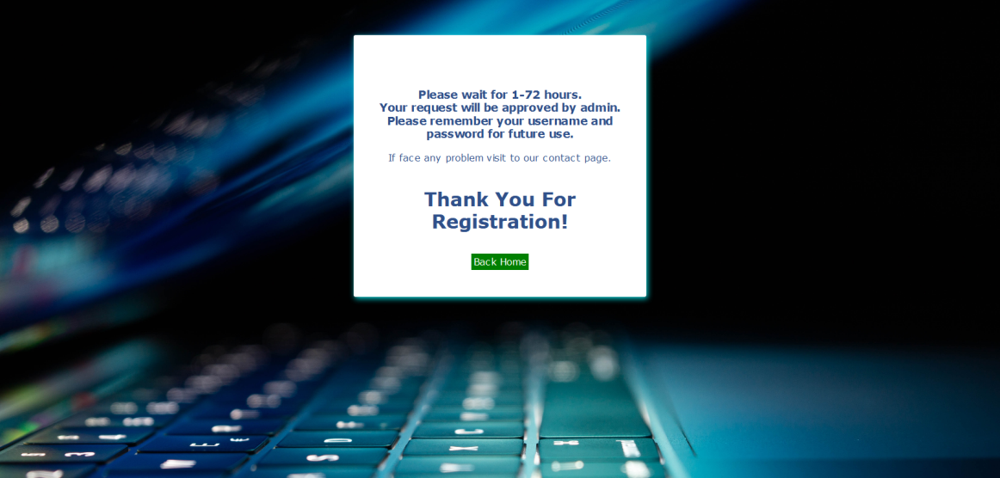 Please wait for 1-72 hours.
Your request will be approved by admin.
Please remember your username and
password for future use.
If face any problem visit to our contact page.
Thank You For
Registration!
Back Home